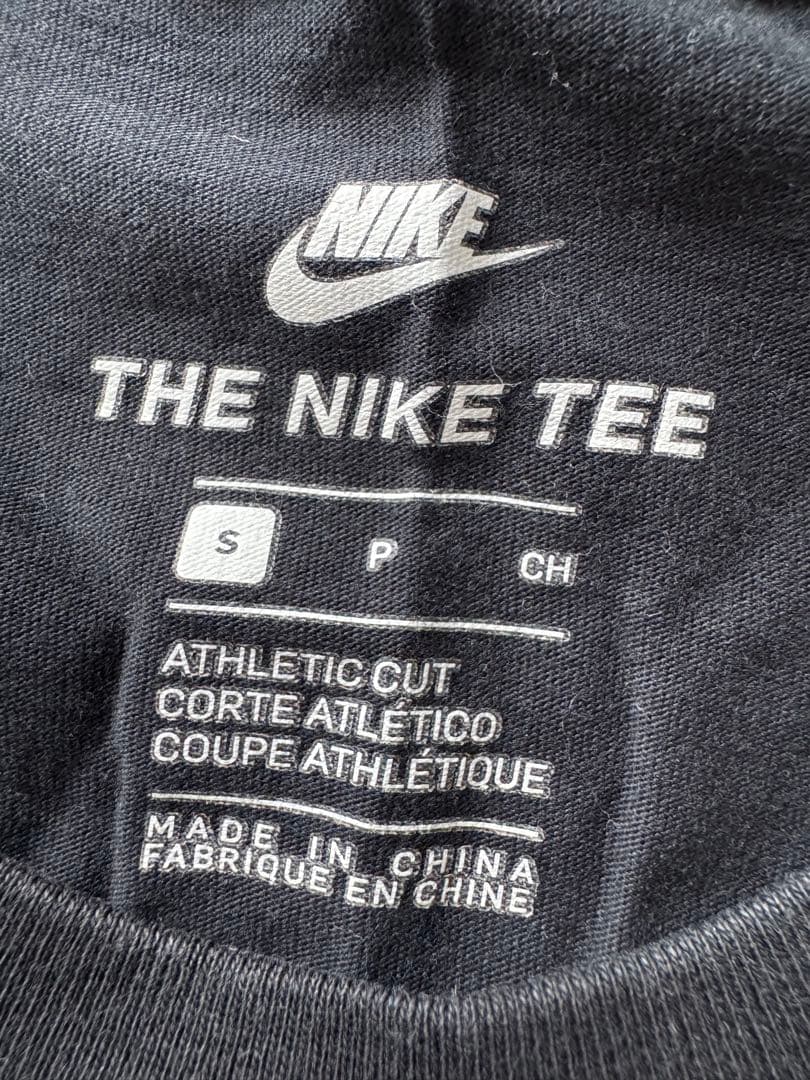 NIKE
THE NIKE TEE
S P CH
ATHLETIC CUT
CORTE ATLÉTICO
COUPE ATHLÉTIQUE
MADE IN CHINA
FABRIQUE EN CHINE